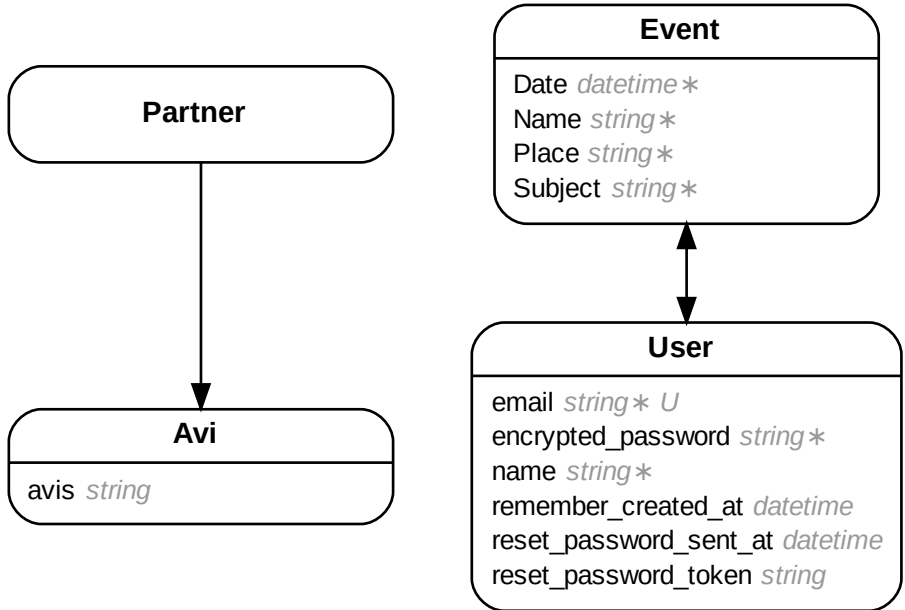 Partner
Avi
avis string
Event
Date datetime∗
Name string∗
Place string∗
Subject string∗
User
email string∗ U
encrypted_password string∗
name string∗
remember_created_at datetime
reset_password_sent_at datetime
reset_password_token string